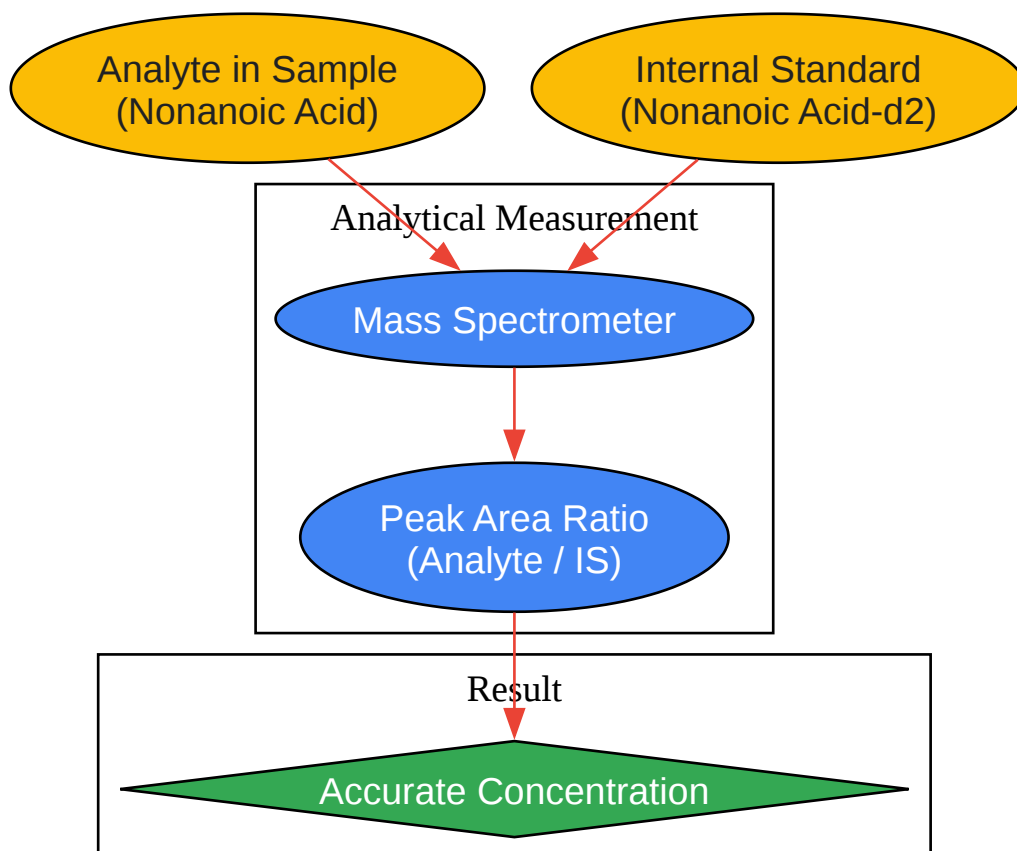 Analyte in Sample
(Nonanoic Acid)
Internal Standard
(Nonanoic Acid-d2)
Analytical Measurement
Mass Spectrometer
Peak Area Ratio
(Analyte / IS)
Result
Accurate Concentration